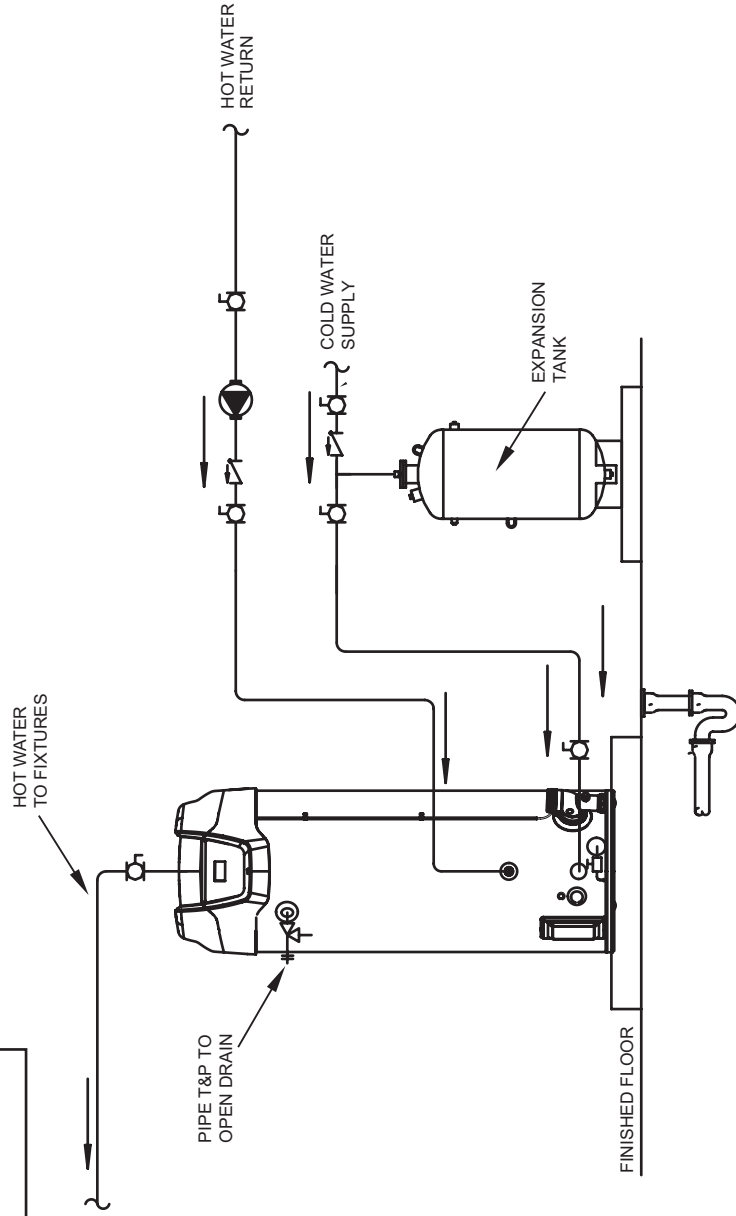 HOT WATER
TO FIXTURES
HOT WATER
RETURN
COLD WATER
SUPPLY
EXPANSION
TANK
PIPE T&P TO
OPEN DRAIN
FINISHED FLOOR